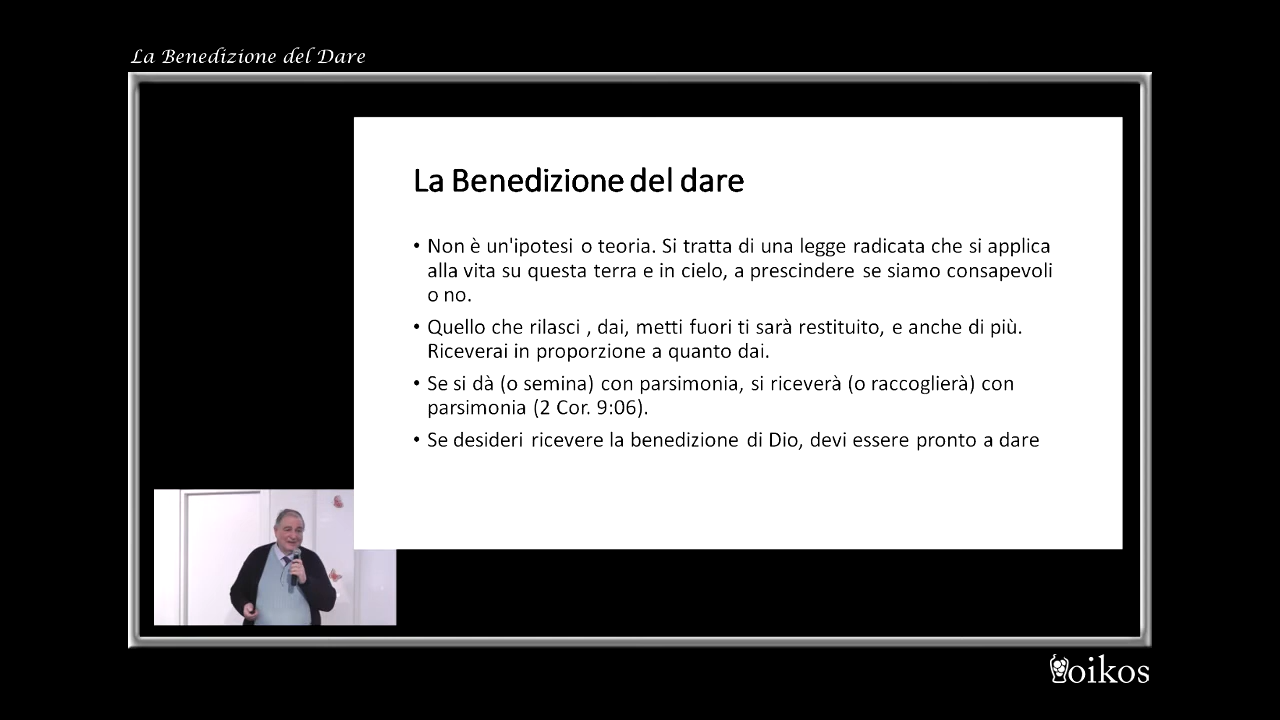 La Benedizione del Dare
La Benedizione del dare
• Non è un'ipotesi o teoria. Si tratta di una legge radicata che si applica
alla vita su questa terra e in cielo, a prescindere se siamo consapevoli
o no.
• Quello che rilasci , dai, metti fuori ti sarà restituito, e anche di più.
Riceverai in proporzione a quanto dai.
• Se si dà (o semina) con parsimonia, si riceverà (o raccoglierà) con
parsimonia (2 Cor. 9:06).
• Se desideri ricevere la benedizione di Dio, devi essere pronto a dare
oikos